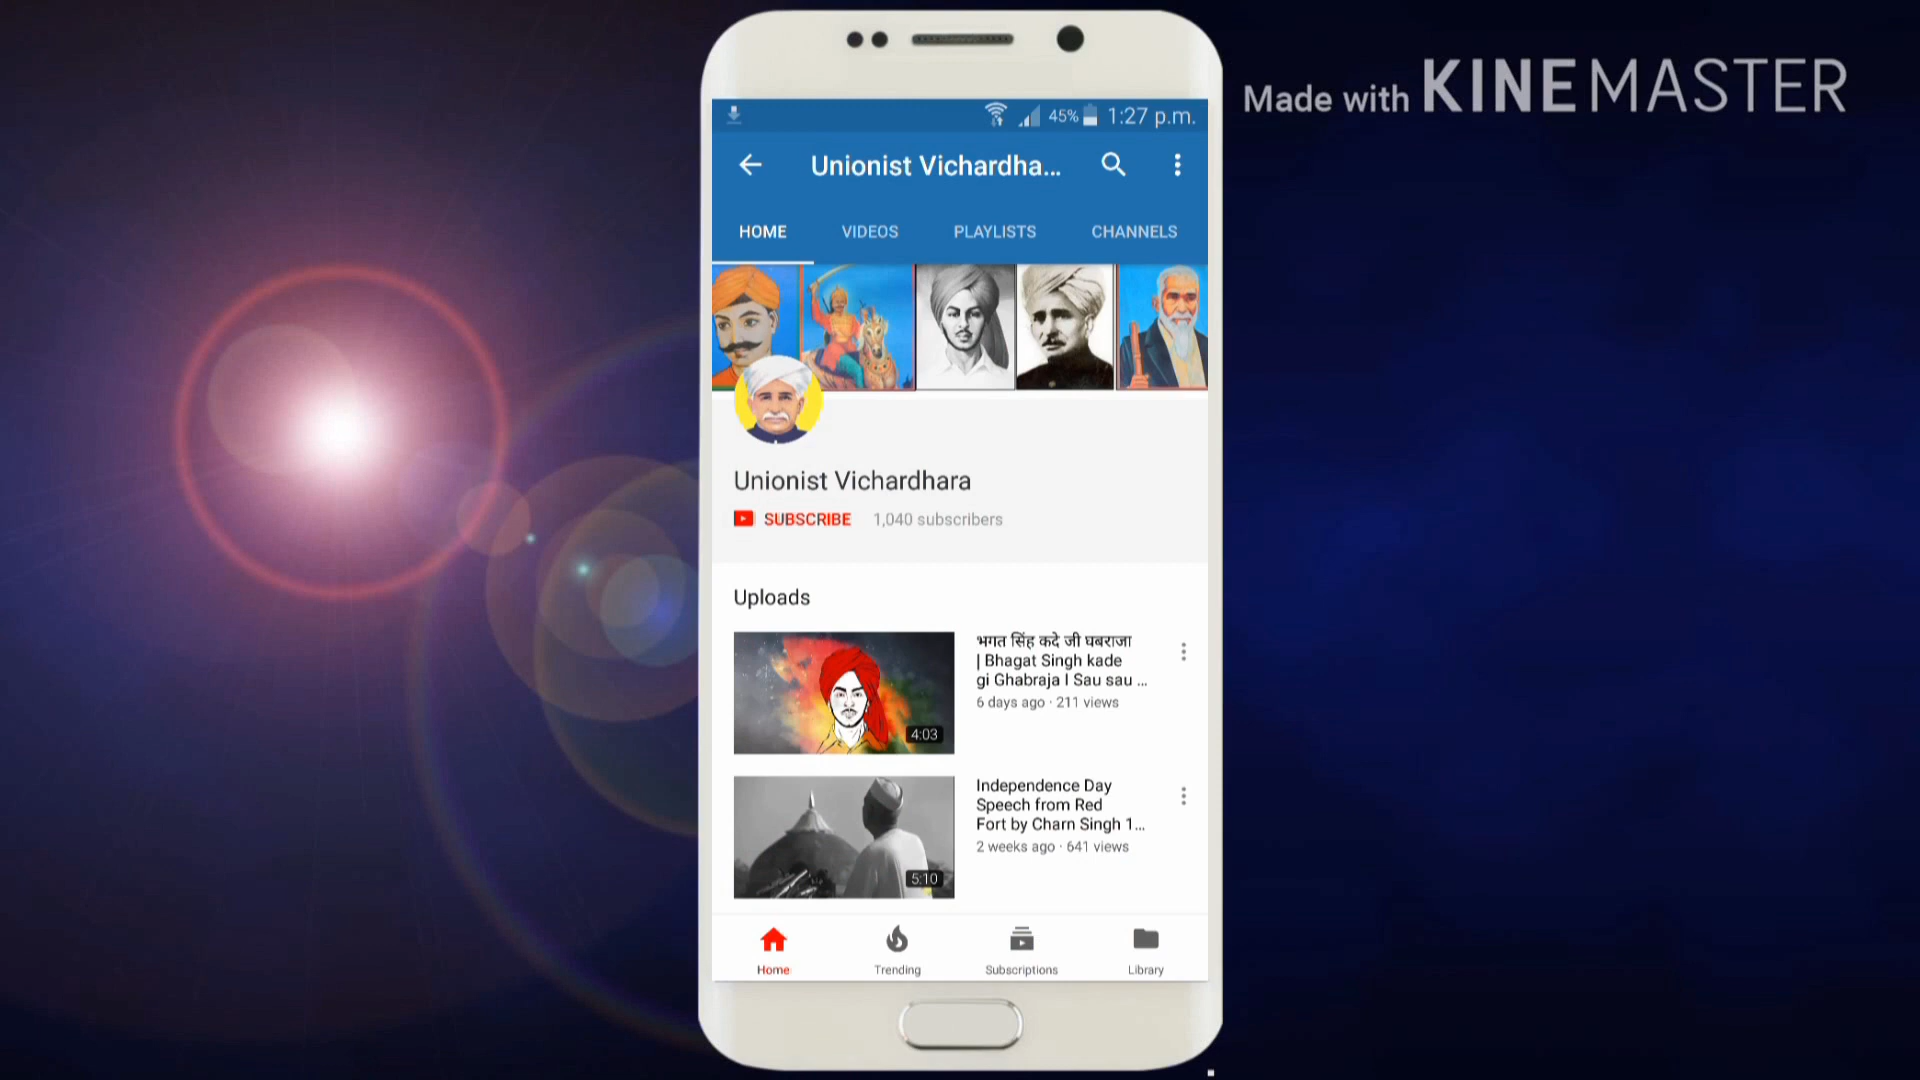 Made with KINEMASTER
45% 1:27 p.m.
Unionist Vichardha...
HOME VIDEOS PLAYLISTS CHANNELS
Unionist Vichardhara
SUBSCRIBE 1,040 subscribers
Uploads
भगत सिंह कदे जी घबराजा
| Bhagat Singh kade
gi Ghabraja I Sau sau ...
6 days ago · 211 views
4:03
Independence Day
Speech from Red
Fort by Charn Singh 1...
2 weeks ago · 641 views
5:10
Home Trending Subscriptions Library